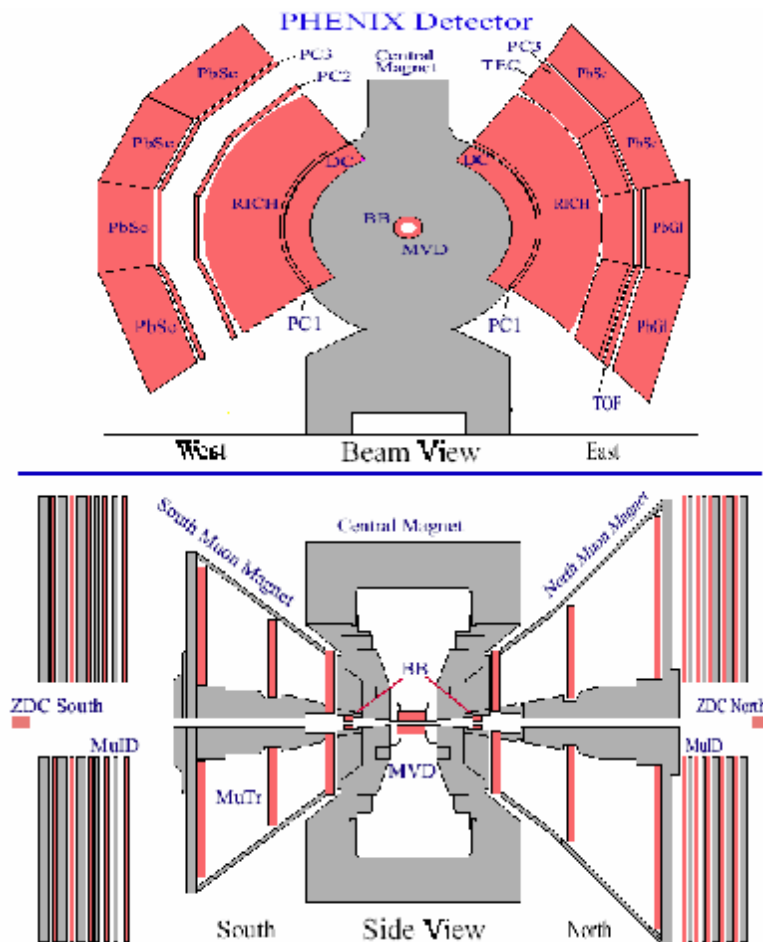 PHENIX Detector
Central
Magnet
PC3
PC2
PbSc
PbSc
PbSc
PbSc
RICH
DC
BB
MVD
PC1
PC3
TEC
PbSc
PbSc
DC
RICH
PbGl
PbGl
PC1
TOF
West
Beam View
East
South Muon Magnet
Central Magnet
North Muon Magnet
BB
ZDC South
ZDC North
MuID
MuID
MVD
MuTr
South
Side View
North